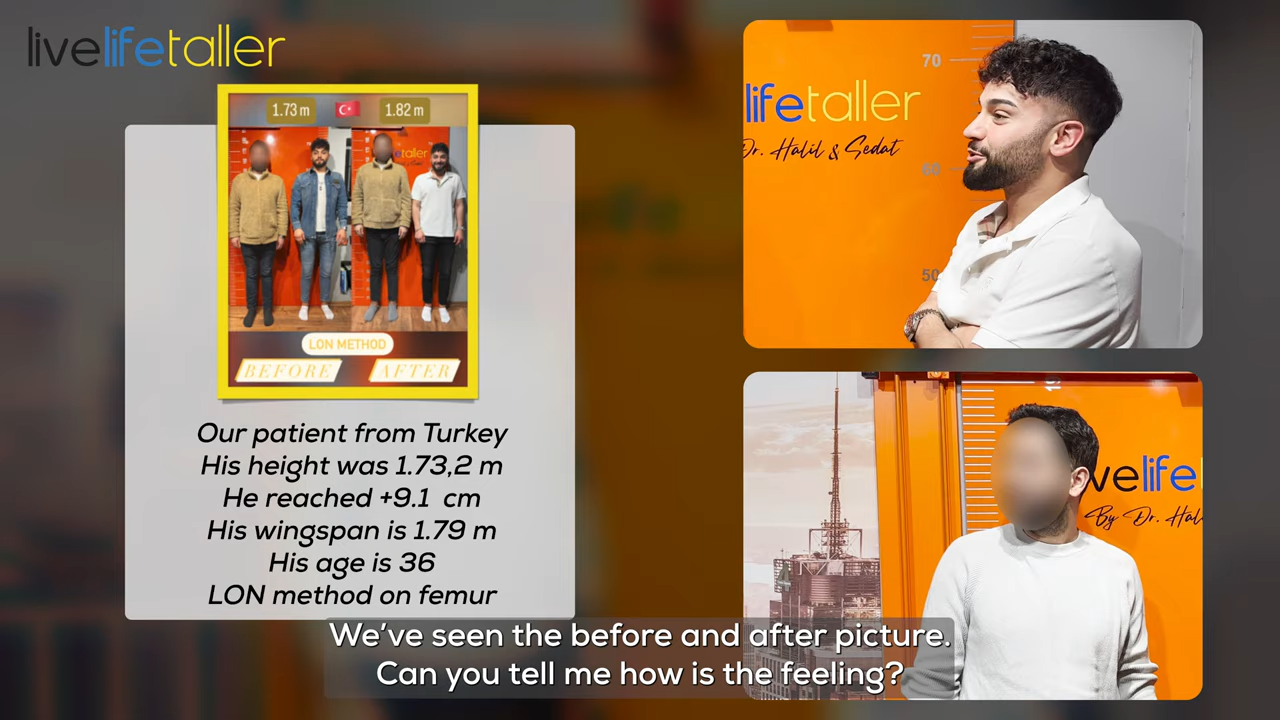 livelifetaller
1.73 m
1.82 m
LON METHOD
BEFORE
AFTER
Our patient from Turkey
His height was 1.73,2 m
He reached +9.1 cm
His wingspan is 1.79 m
His age is 36
LON method on femur
70
lifetaller
Dr. Halil & Sedat
60
50
velife
By Dr. Hal
We've seen the before and after picture.
Can you tell me how is the feeling?